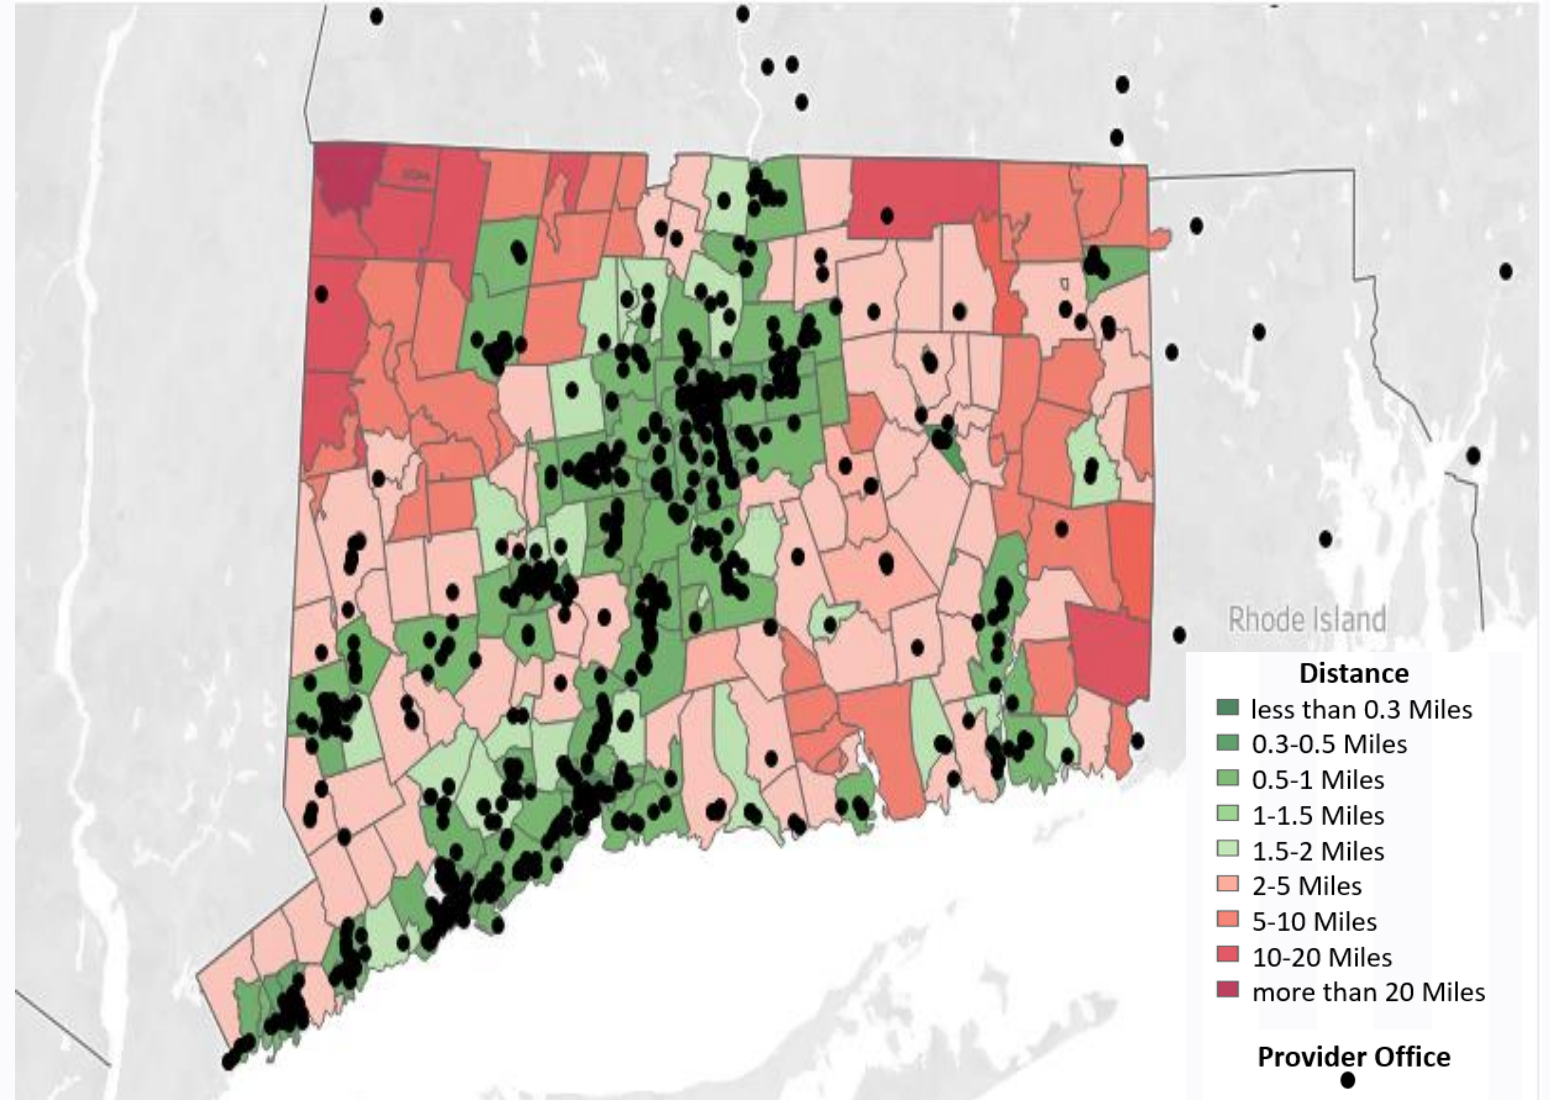 Rhode Island
Distance
less than 0.3 Miles
0.3-0.5 Miles
0.5-1 Miles
1-1.5 Miles
1.5-2 Miles
2-5 Miles
5-10 Miles
10-20 Miles
more than 20 Miles
Provider Office